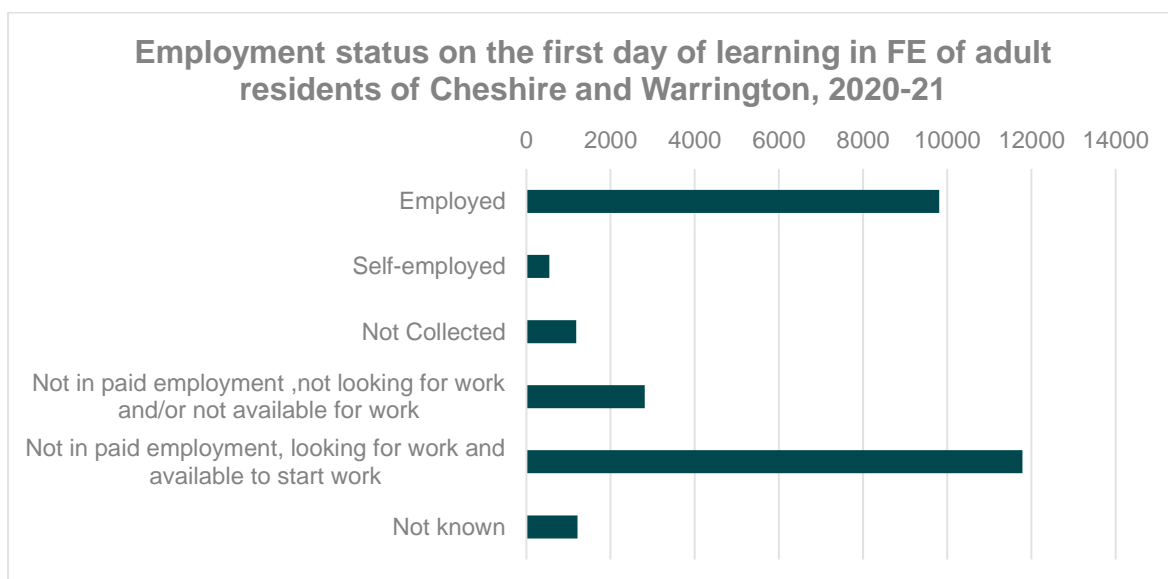 Employment status on the first day of learning in FE of adult
residents of Cheshire and Warrington, 2020-21
0 2000 4000 6000 8000 10000 12000 14000
Employed
Self-employed
Not Collected
Not in paid employment ,not looking for work
and/or not available for work
Not in paid employment, looking for work and
available to start work
Not known